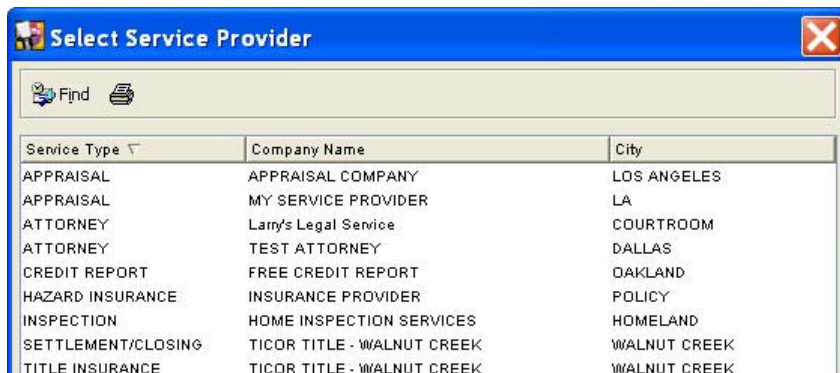 Select Service Provider
Find
Service Type Company Name City
APPRAISAL APPRAISAL COMPANY LOS ANGELES
APPRAISAL MY SERVICE PROVIDER LA
ATTORNEY Larry's Legal Service COURTROOM
ATTORNEY TEST ATTORNEY DALLAS
CREDIT REPORT FREE CREDIT REPORT OAKLAND
HAZARD INSURANCE INSURANCE PROVIDER POLICY
INSPECTION HOME INSPECTION SERVICES HOMELAND
SETTLEMENT/CLOSING TICOR TITLE - WALNUT CREEK WALNUT CREEK
TITLE INSURANCE TICOR TITLE - WALNUT CREEK WALNUT CREEK